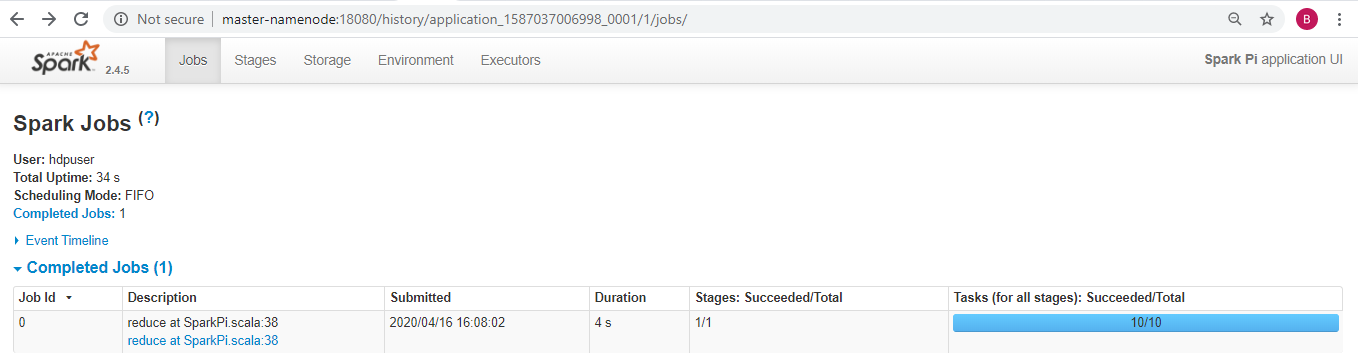 Not secure | master-namenode:18080/history/application_1587037006998_0001/1/jobs/ B
APACHE Spark 2.4.5 Jobs Stages Storage Environment Executors Spark Pi application UI
Spark Jobs (?)
User: hdpuser
Total Uptime: 34 s
Scheduling Mode: FIFO
Completed Jobs: 1
Event Timeline
Completed Jobs (1)
Job Id Description Submitted Duration Stages: Succeeded/Total Tasks (for all stages): Succeeded/Total
0 reduce at SparkPi.scala:38 2020/04/16 16:08:02 4 s 1/1 10/10
reduce at SparkPi.scala:38